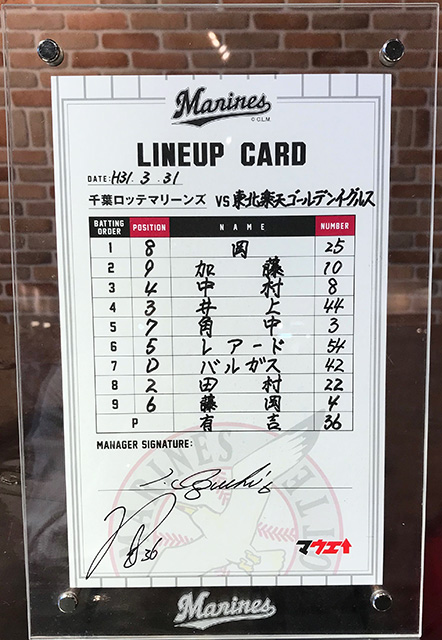 Marines
©C.L.M
LINEUP CARD
DATE: H31. 3. 31
千葉ロッテマリーンズ VS 東北楽天ゴールデンイグルス
BATTING ORDER POSITION NAME NUMBER
1 8 岡 25
2 9 加藤 10
3 4 中村 8
4 3 井上 44
5 7 角中 3
6 5 レアード 54
7 D バルガス 42
8 2 田村 22
9 6 藤岡 4
P 有吉 36
MANAGER SIGNATURE:
36
マウエ↑
Marines